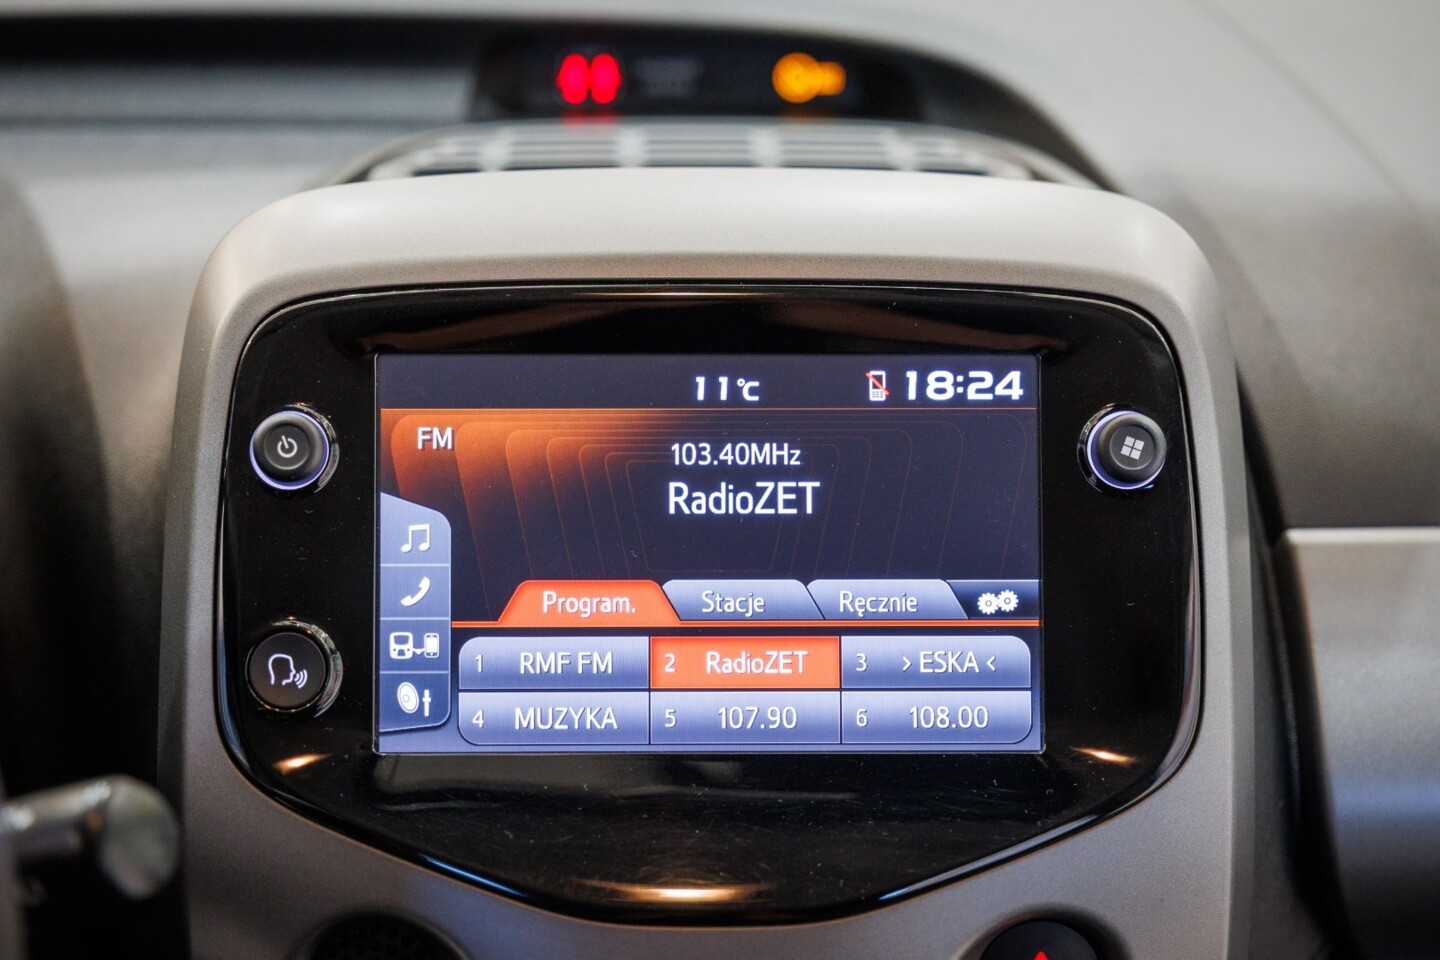 11°C 18:24
FM
103.40MHz
RadioZET
Program. Stacje Ręcznie
1 RMF FM 2 RadioZET 3 > ESKA <
4 MUZYKA 5 107.90 6 108.00